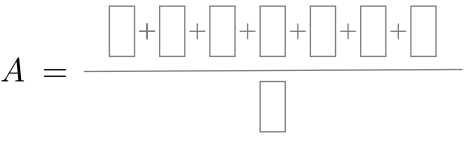 A = □ + □ + □ + □ + □ + □ + □
□